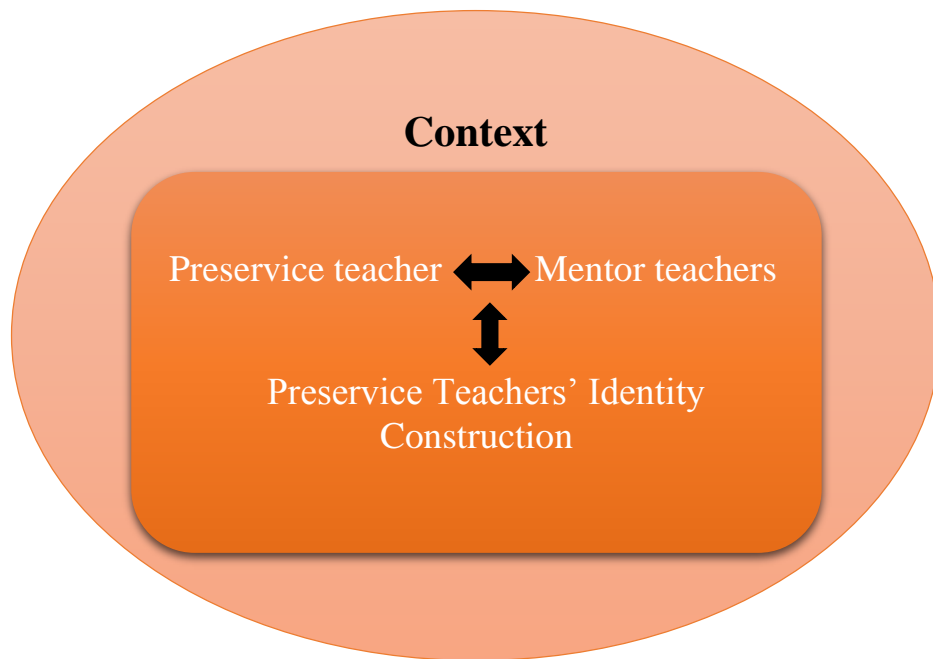 Context
Preservice teacher Mentor teachers
Preservice Teachers’ Identity
Construction